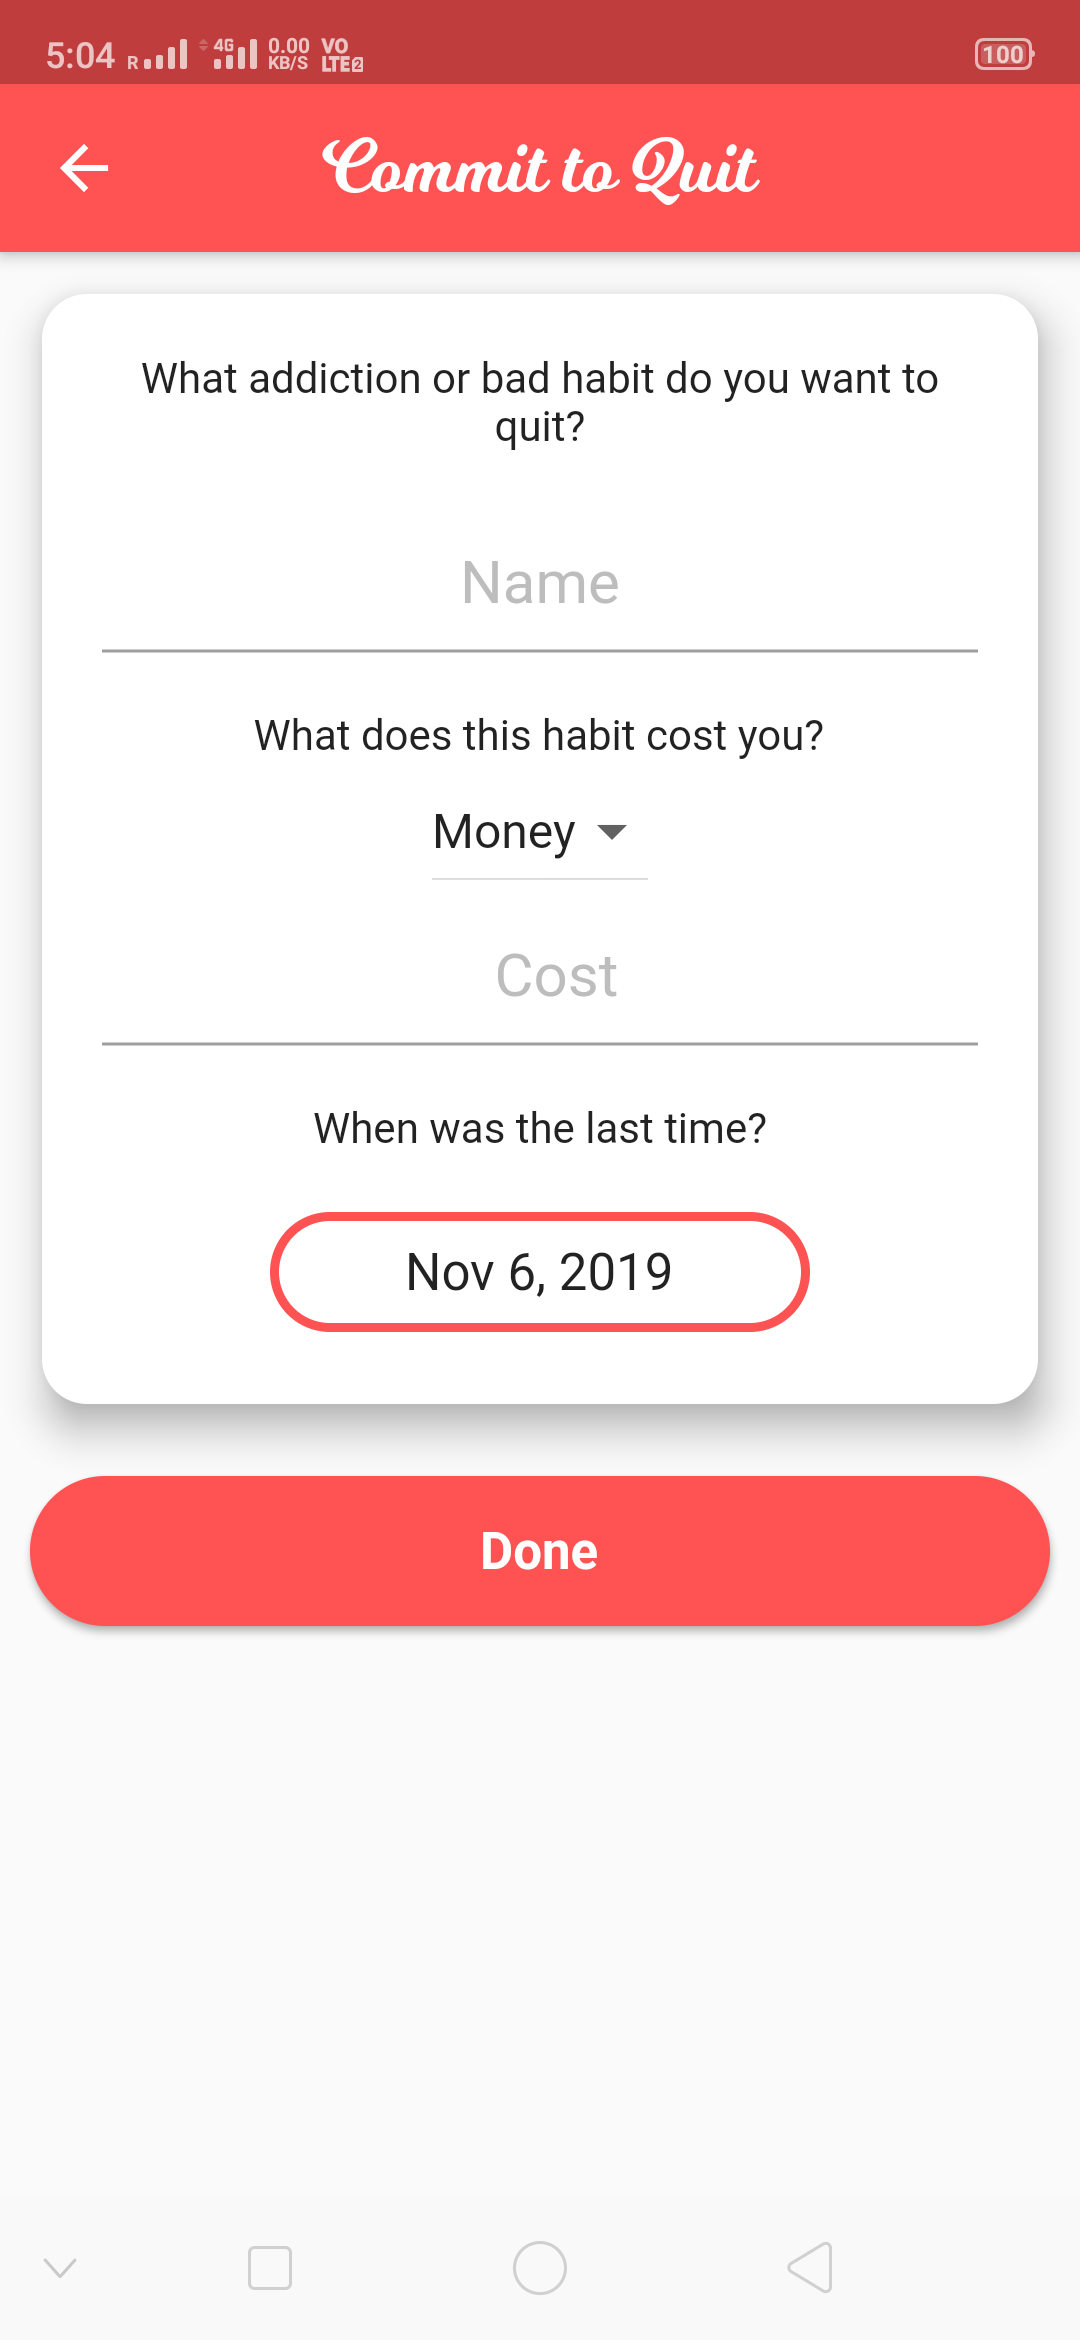 5:04 R 4G 0.00 KB/S VO LTE 2 100
Commit to Quit
What addiction or bad habit do you want to
quit?
Name
What does this habit cost you?
Money
Cost
When was the last time?
Nov 6, 2019
Done